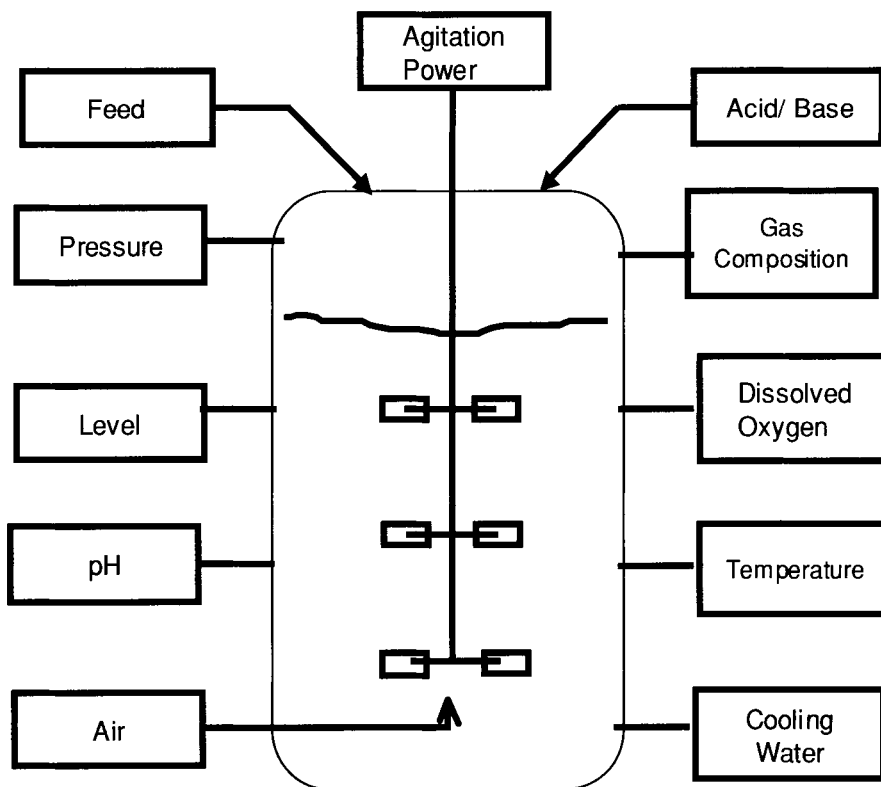 Agitation
Power
Feed
Acid/ Base
Pressure
Gas
Composition
Level
Dissolved
Oxygen
pH
Temperature
Air
Cooling
Water